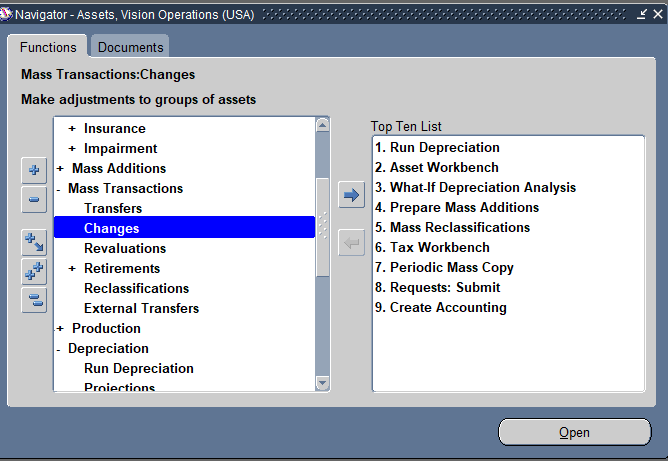 Navigator - Assets, Vision Operations (USA)
Functions
Documents
Mass Transactions:Changes
Make adjustments to groups of assets
+ Insurance
+ Impairment
+ Mass Additions
- Mass Transactions
Transfers
Changes
Revaluations
+ Retirements
Reclassifications
External Transfers
+ Production
- Depreciation
Run Depreciation
Projections
Top Ten List
1. Run Depreciation
2. Asset Workbench
3. What-If Depreciation Analysis
4. Prepare Mass Additions
5. Mass Reclassifications
6. Tax Workbench
7. Periodic Mass Copy
8. Requests: Submit
9. Create Accounting
Open